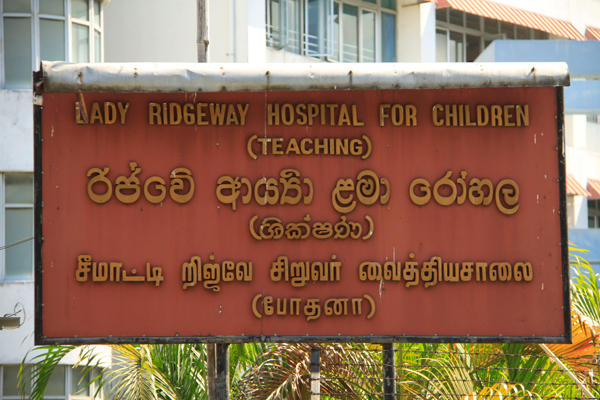 LADY RIDGEWAY HOSPITAL FOR CHILDREN
(TEACHING)
රිජ්වේ ආර්‍ය්‍යා ළමා රෝහල
(ශික්ෂණ)
சீமாட்டி றிஜ்வே சிறுவர் வைத்தியசாலை
(போதனா)